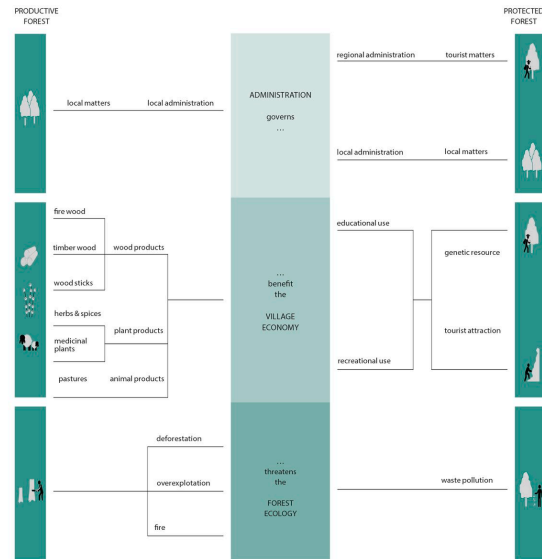 PRODUCTIVE
FOREST
PROTECTED
FOREST
regional administration
tourist matters
ADMINISTRATION
local matters
local administration
governs
...
local administration
local matters
fire wood
educational use
timber wood
wood products
genetic resource
...
benefit
the
wood sticks
herbs & spices
VILLAGE
ECONOMY
plant products
tourist attraction
medicinal
plants
recreational use
pastures
animal products
deforestation
...
threatens
the
overexplotation
waste pollution
FOREST
ECOLOGY
fire